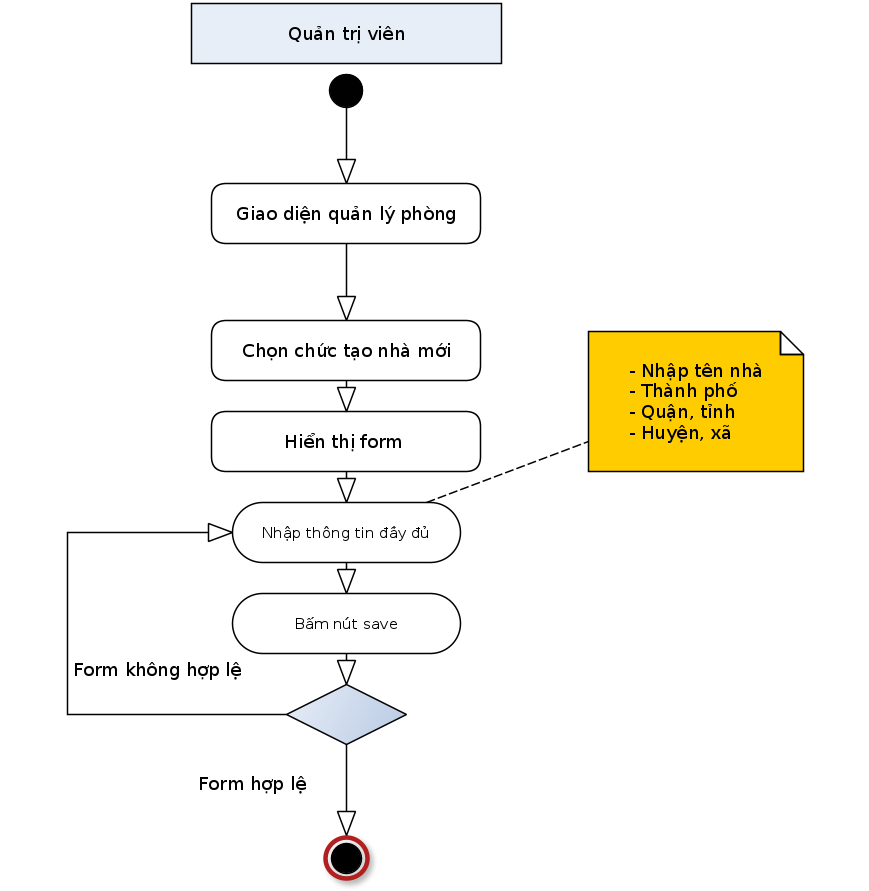 Quản trị viên
Giao diện quản lý phòng
Chọn chức tạo nhà mới
- Nhập tên nhà
- Thành phố
- Quận, tỉnh
- Huyện, xã
Hiển thị form
Nhập thông tin đầy đủ
Bấm nút save
Form không hợp lệ
Form hợp lệ